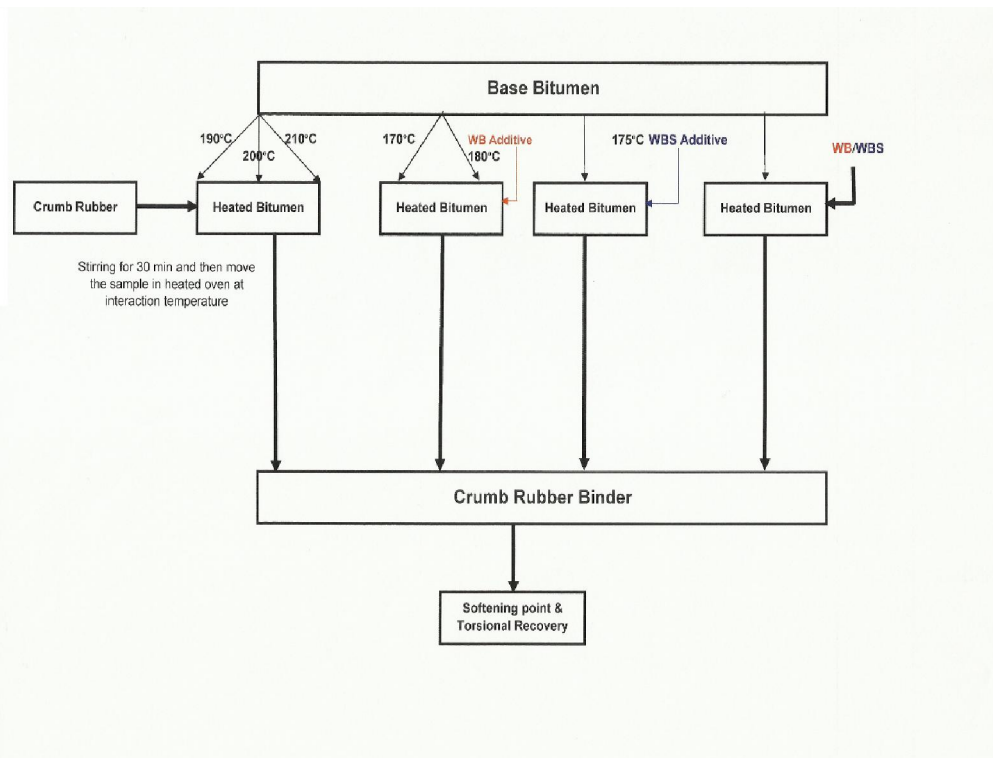 Base Bitumen
190°C
210°C
200°C
170°C
WB Additive
180°C
175°C WBS Additive
WB/WBS
Crumb Rubber
Heated Bitumen
Heated Bitumen
Heated Bitumen
Heated Bitumen
Stirring for 30 min and then move
the sample in heated oven at
interaction temperature
Crumb Rubber Binder
Softening point &
Torsional Recovery